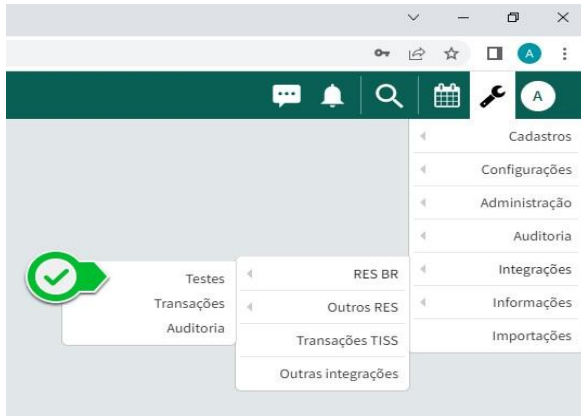 A
A
Cadastros
Configurações
Administração
Auditoria
Integrações
Informações
Importações
RES BR
Outros RES
Transações TISS
Outras integrações
Testes
Transações
Auditoria